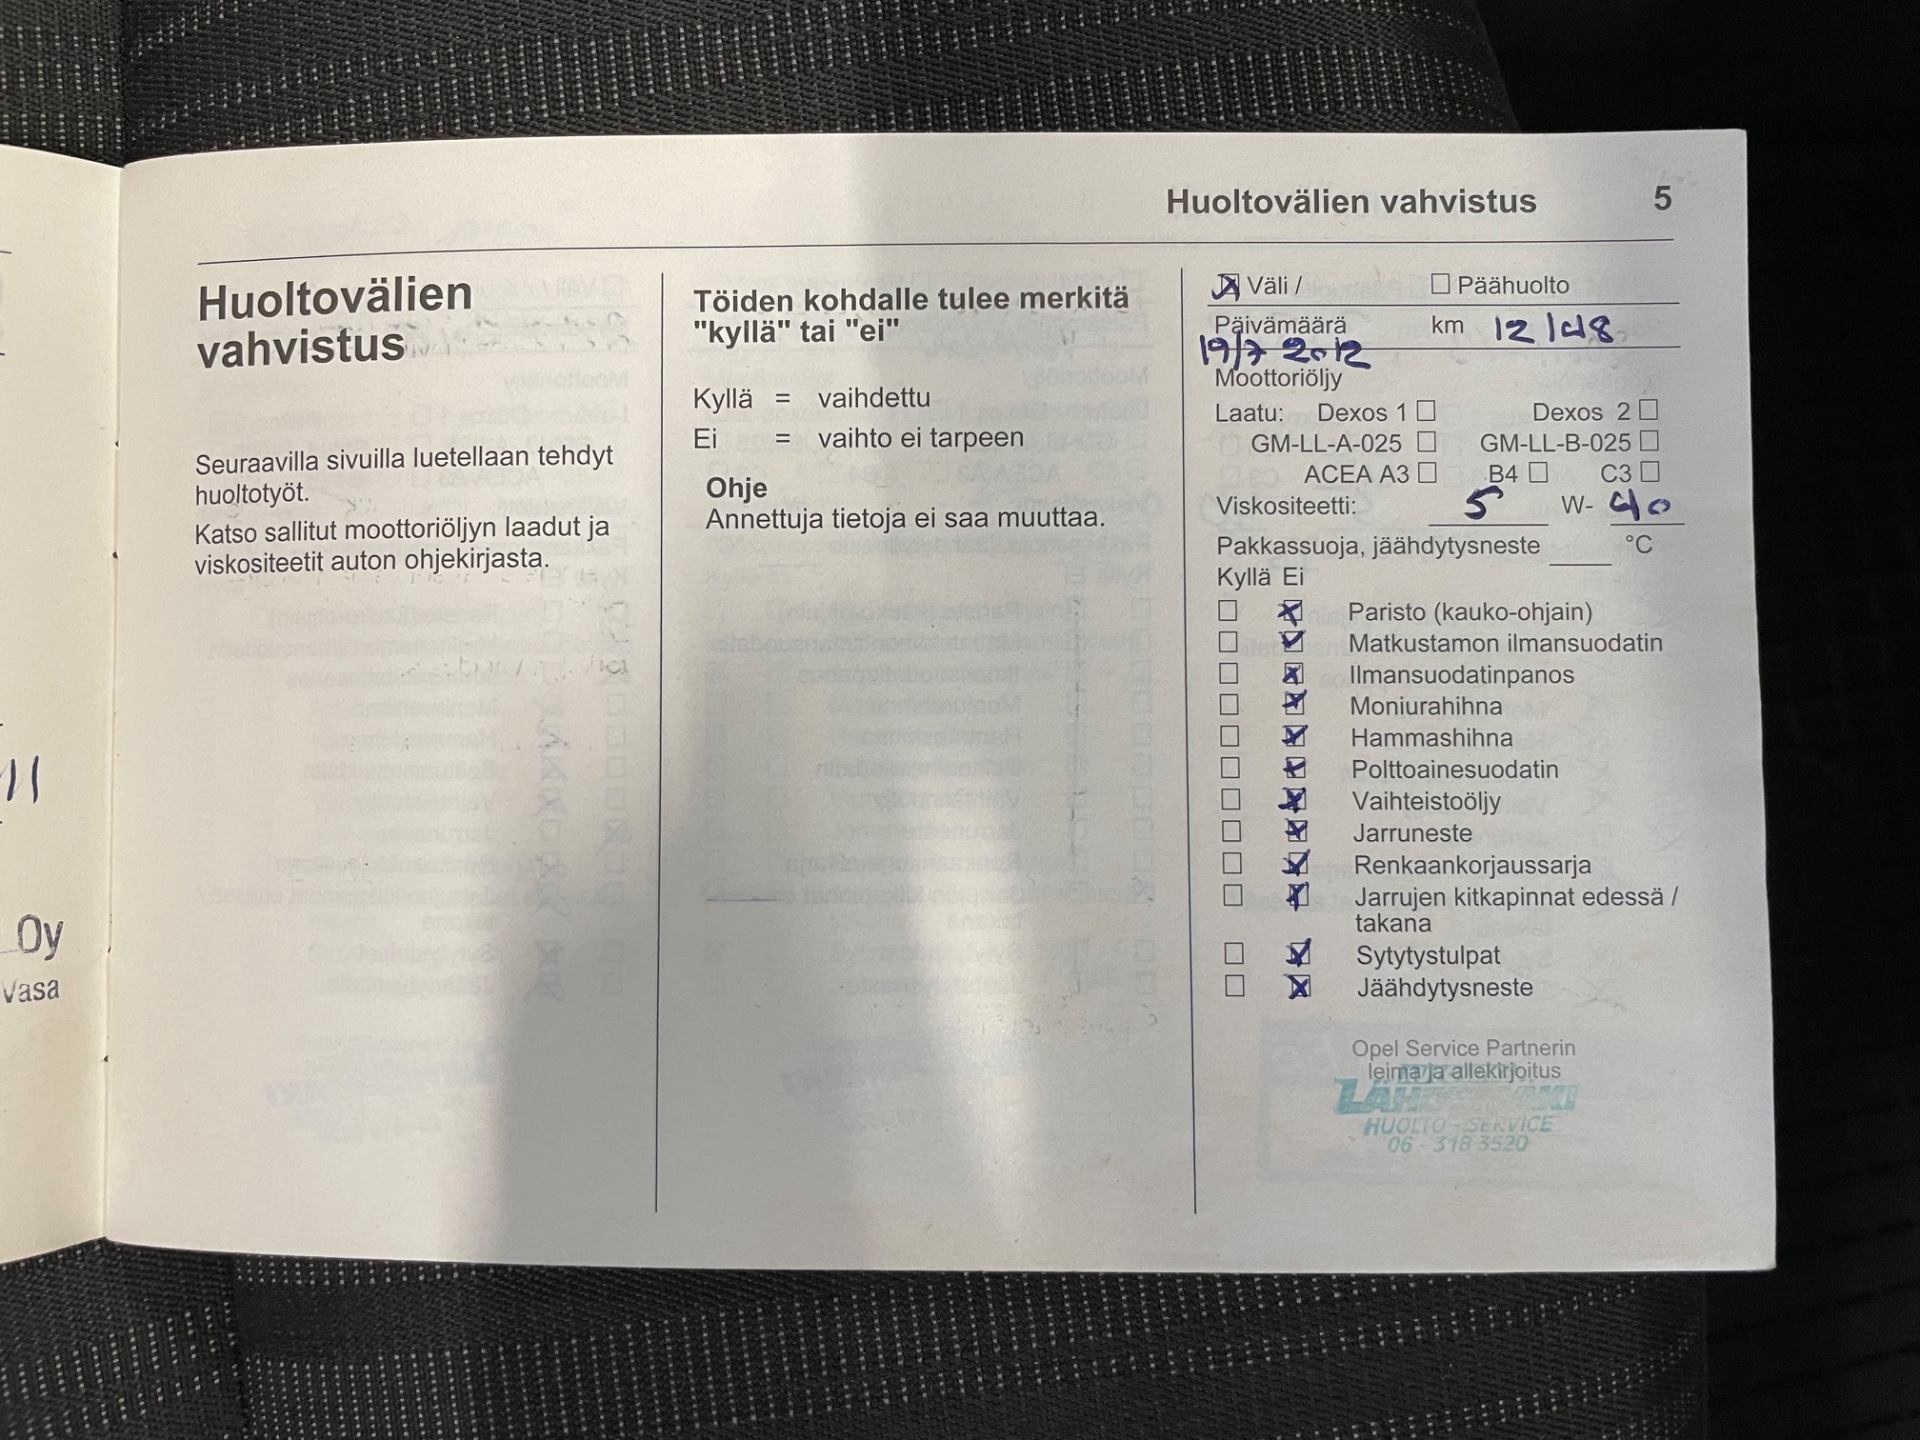 Huoltovälien vahvistus 5
Huoltovälien
vahvistus
Seuraavilla sivuilla luetellaan tehdyt
huoltotyöt.
Katso sallitut moottoriöljyn laadut ja
viskositeetit auton ohjekirjasta.
Töiden kohdalle tulee merkitä
"kyllä" tai "ei"
Kyllä = vaihdettu
Ei = vaihto ei tarpeen
Ohje
Annettuja tietoja ei saa muuttaa.
Väli / Päähuolto
Päivämäärä km 12148
19/7 2012
Moottoriöljy
Laatu: Dexos 1 Dexos 2
GM-LL-A-025 GM-LL-B-025
ACEA A3 B4 C3
Viskositeetti: 5 W- 40
Pakkassuoja, jäähdytysneste °C
Kyllä Ei
Paristo (kauko-ohjain)
Matkustamon ilmansuodatin
Ilmansuodatinpanos
Moniurahihna
Hammashihna
Polttoainesuodatin
Vaihteistoöljy
Jarruneste
Renkaankorjaussarja
Jarrujen kitkapinnat edessä /
takana
Sytytystulpat
Jäähdytysneste
Opel Service Partnerin
leima ja allekirjoitus
HUOLTO - SERVICE
06 - 318 3520
11
Oy
Vasa